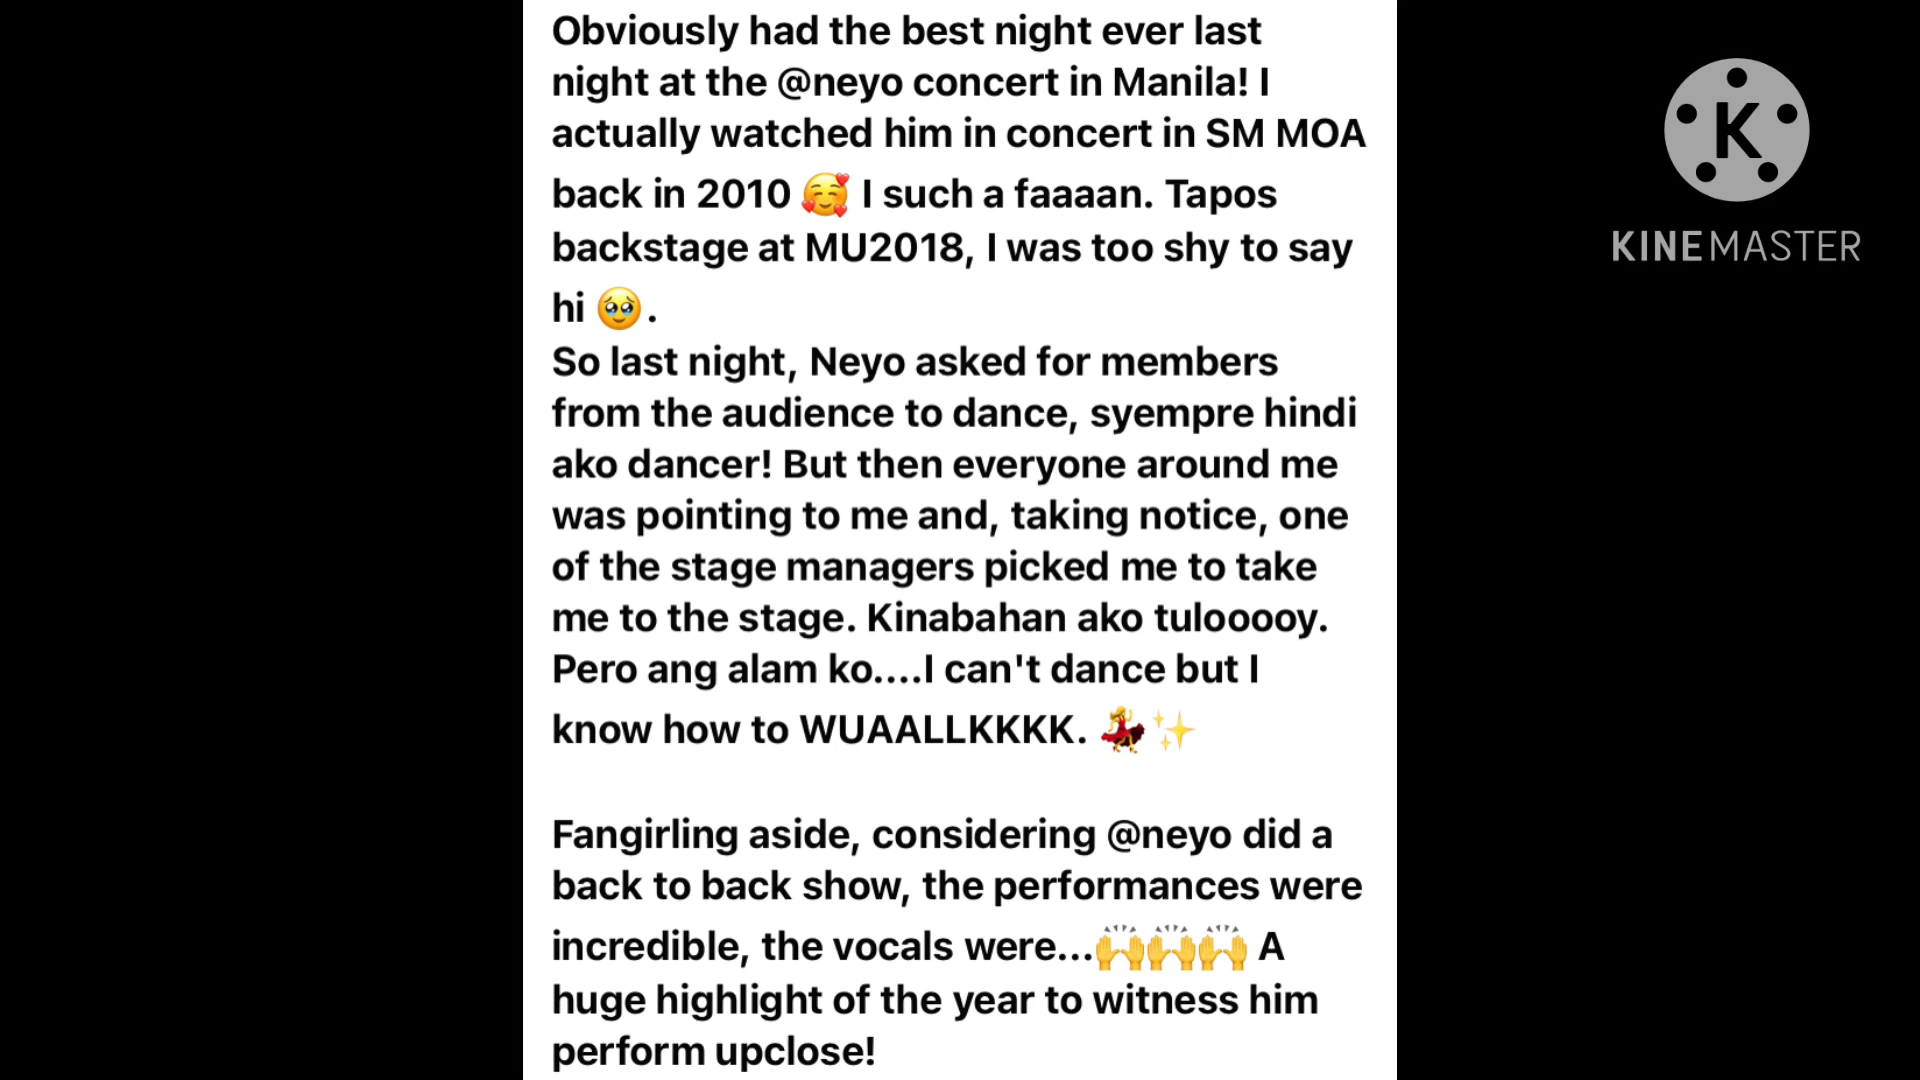 Obviously had the best night ever last
night at the @neyo concert in Manila! I
actually watched him in concert in SM MOA
back in 2010 🥰 I such a faaaan. Tapos
backstage at MU2018, I was too shy to say
hi 🥹.
So last night, Neyo asked for members
from the audience to dance, syempre hindi
ako dancer! But then everyone around me
was pointing to me and, taking notice, one
of the stage managers picked me to take
me to the stage. Kinabahan ako tulooooy.
Pero ang alam ko....I can't dance but I
know how to WUAALLKKKK. 💃✨
Fangirling aside, considering @neyo did a
back to back show, the performances were
incredible, the vocals were...🙌🙌🙌 A
huge highlight of the year to witness him
perform upclose!
K
KINEMASTER